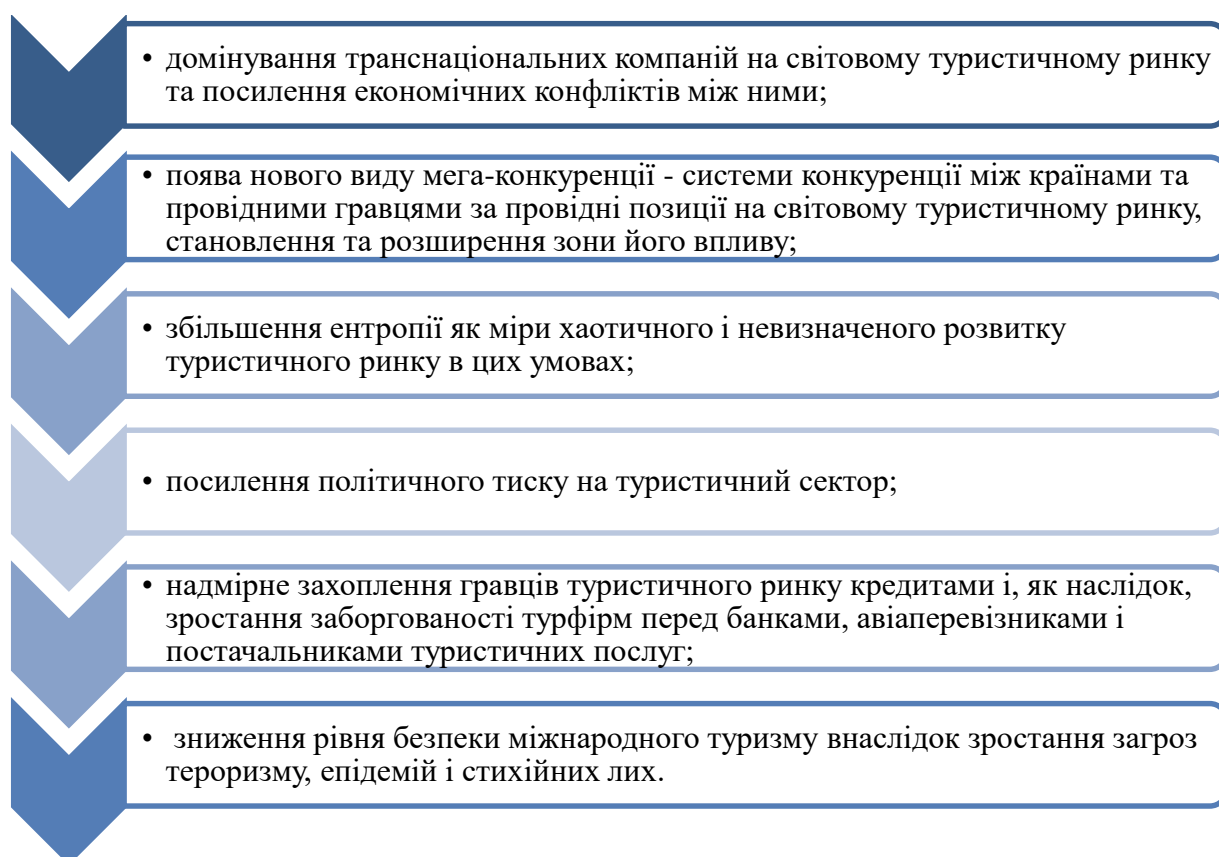 • домінування транснаціональних компаній на світовому туристичному ринку
та посилення економічних конфліктів між ними;
• поява нового виду мега-конкуренції - системи конкуренції між країнами та
провідними гравцями за провідні позиції на світовому туристичному ринку,
становлення та розширення зони його впливу;
• збільшення ентропії як міри хаотичного і невизначеного розвитку
туристичного ринку в цих умовах;
• посилення політичного тиску на туристичний сектор;
• надмірне захоплення гравців туристичного ринку кредитами і, як наслідок,
зростання заборгованості турфірм перед банками, авіаперевізниками і
постачальниками туристичних послуг;
• зниження рівня безпеки міжнародного туризму внаслідок зростання загроз
тероризму, епідемій і стихійних лих.